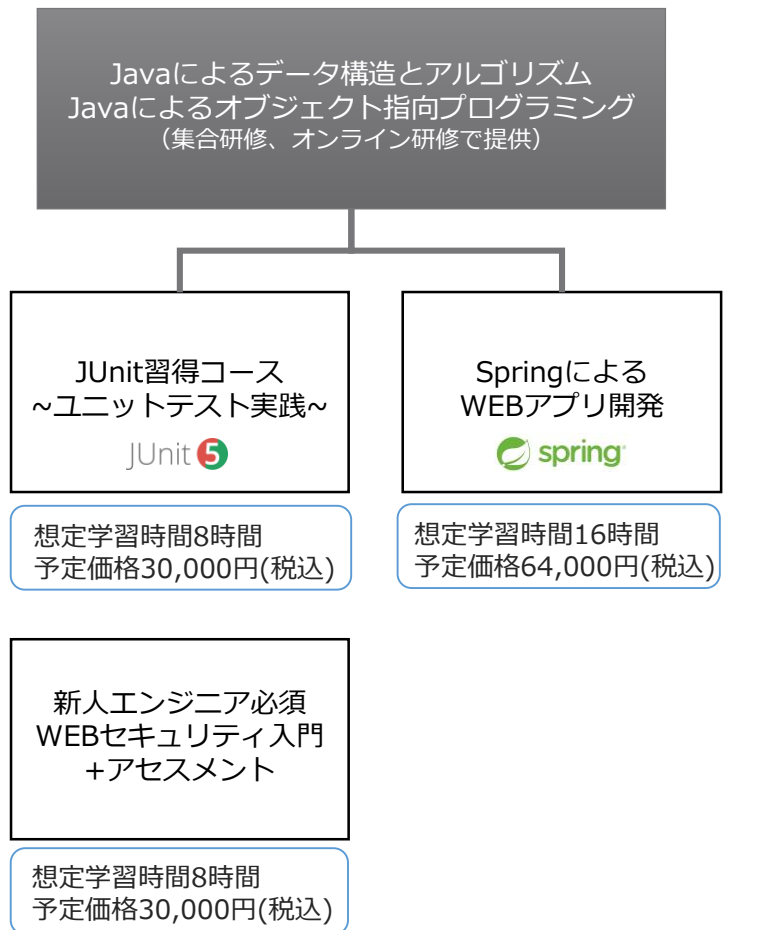 Javaによるデータ構造とアルゴリズム
Javaによるオブジェクト指向プログラミング
（集合研修、オンライン研修で提供）
JUnit習得コース
~ユニットテスト実践~
JUnit 5
想定学習時間8時間
予定価格30,000円(税込)
Springによる
WEBアプリ開発
spring
想定学習時間16時間
予定価格64,000円(税込)
新人エンジニア必須
WEBセキュリティ入門
+アセスメント
想定学習時間8時間
予定価格30,000円(税込)